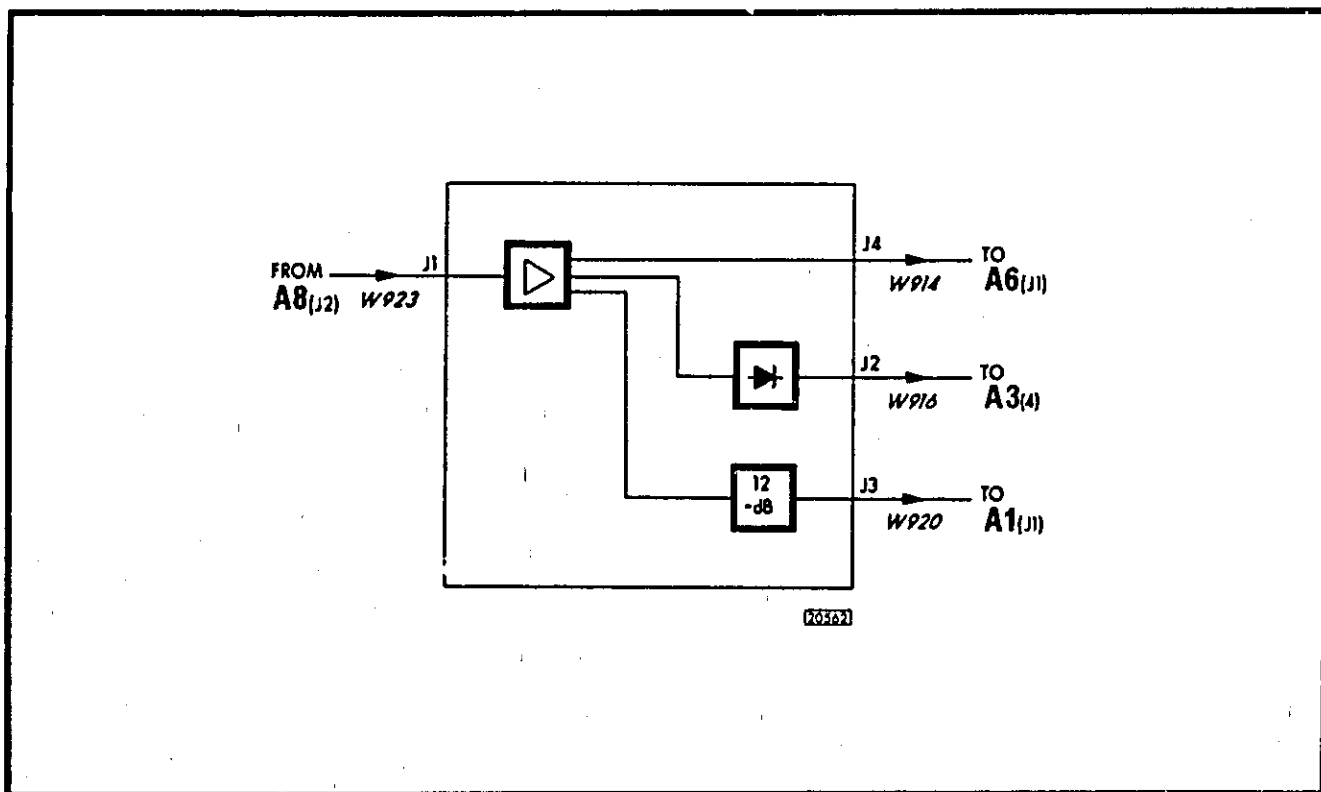 FROM
A8(J2)
W923
J1
J4
W914
TO
A6(J1)
J2
W916
TO
A3(4)
12
-dB
J3
W920
TO
A1(J1)
20562